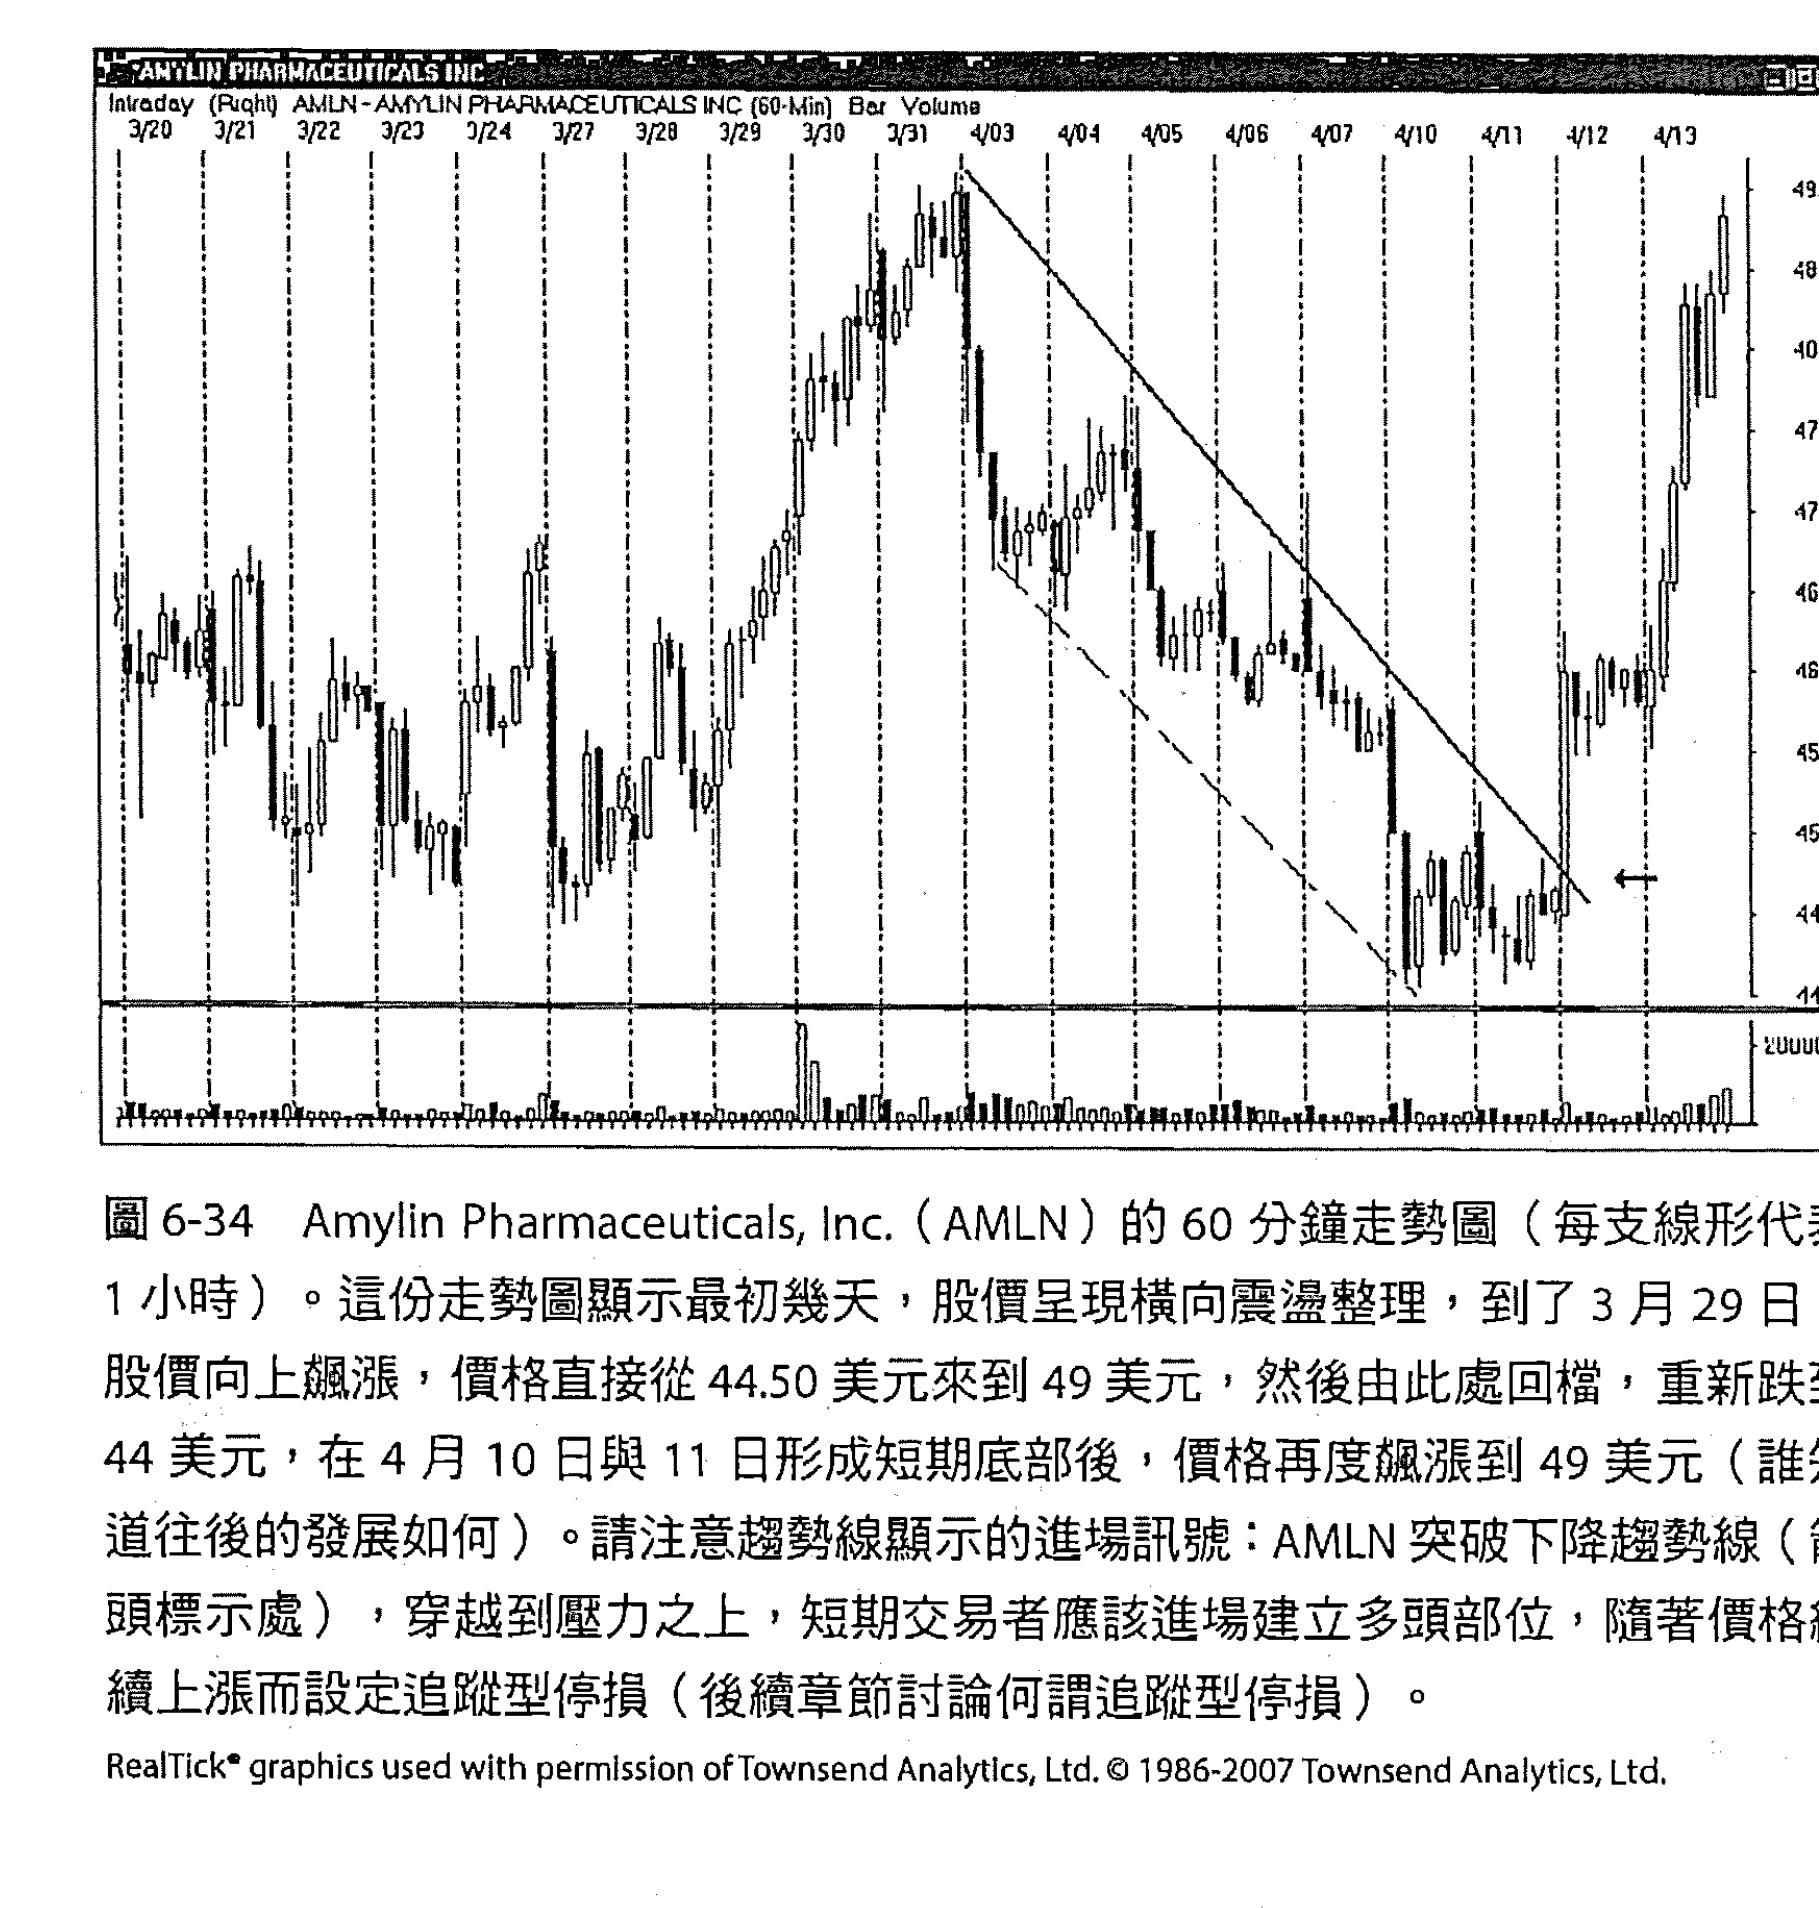 AMYLIN PHARMACEUTICALS INC
Intraday (Right) AMLN - AMYLIN PHARMACEUTICALS INC (60-Min) Bar Volume
3/20 3/21 3/22 3/23 3/24 3/27 3/28 3/29 3/30 3/31 4/03 4/04 4/05 4/06 4/07 4/10 4/11 4/12 4/13
49
48
47
47
46
46
45
45
44
圖 6-34 Amylin Pharmaceuticals, Inc.（AMLN）的 60 分鐘走勢圖（每支線形代
1 小時）。這份走勢圖顯示最初幾天，股價呈現橫向震盪整理，到了 3 月 29 日
股價向上飆漲，價格直接從 44.50 美元來到 49 美元，然後由此處回檔，重新跌
44 美元，在 4 月 10 日與 11 日形成短期底部後，價格再度飆漲到 49 美元（誰
道往後的發展如何）。請注意趨勢線顯示的進場訊號：AMLN 突破下降趨勢線（
頭標示處），穿越到壓力之上，短期交易者應該進場建立多頭部位，隨著價格
續上漲而設定追蹤型停損（後續章節討論何謂追蹤型停損）。
RealTick® graphics used with permission of Townsend Analytics, Ltd. © 1986-2007 Townsend Analytics, Ltd.